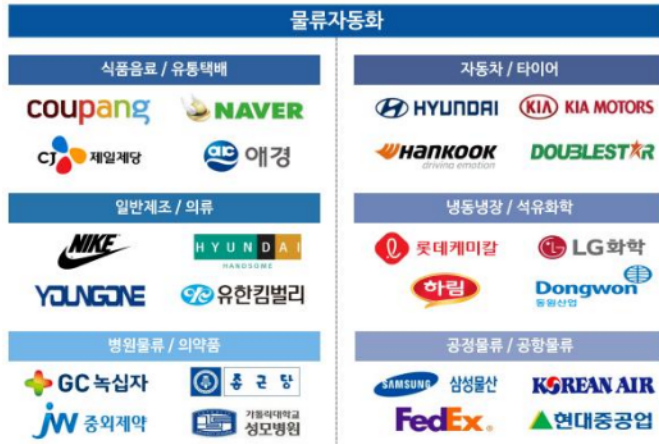 물류자동화
식품음료 / 유통택배
coupang
NAVER
CJ 제일제당
애경
일반제조 / 의류
NIKE
HYUNDAI
HANDSOME
YOUNGONE
유한킴벌리
병원물류 / 의약품
GC 녹십자
종근당
JW 중외제약
가톨릭대학교
성모병원
자동차 / 타이어
HYUNDAI
KIA KIA MOTORS
HANKOOK
driving emotion
DOUBLESTAR
냉동냉장 / 석유화학
롯데케미칼
LG화학
하림
Dongwon
동원산업
공정물류 / 공항물류
SAMSUNG 삼성물산
KOREAN AIR
FedEx
현대중공업